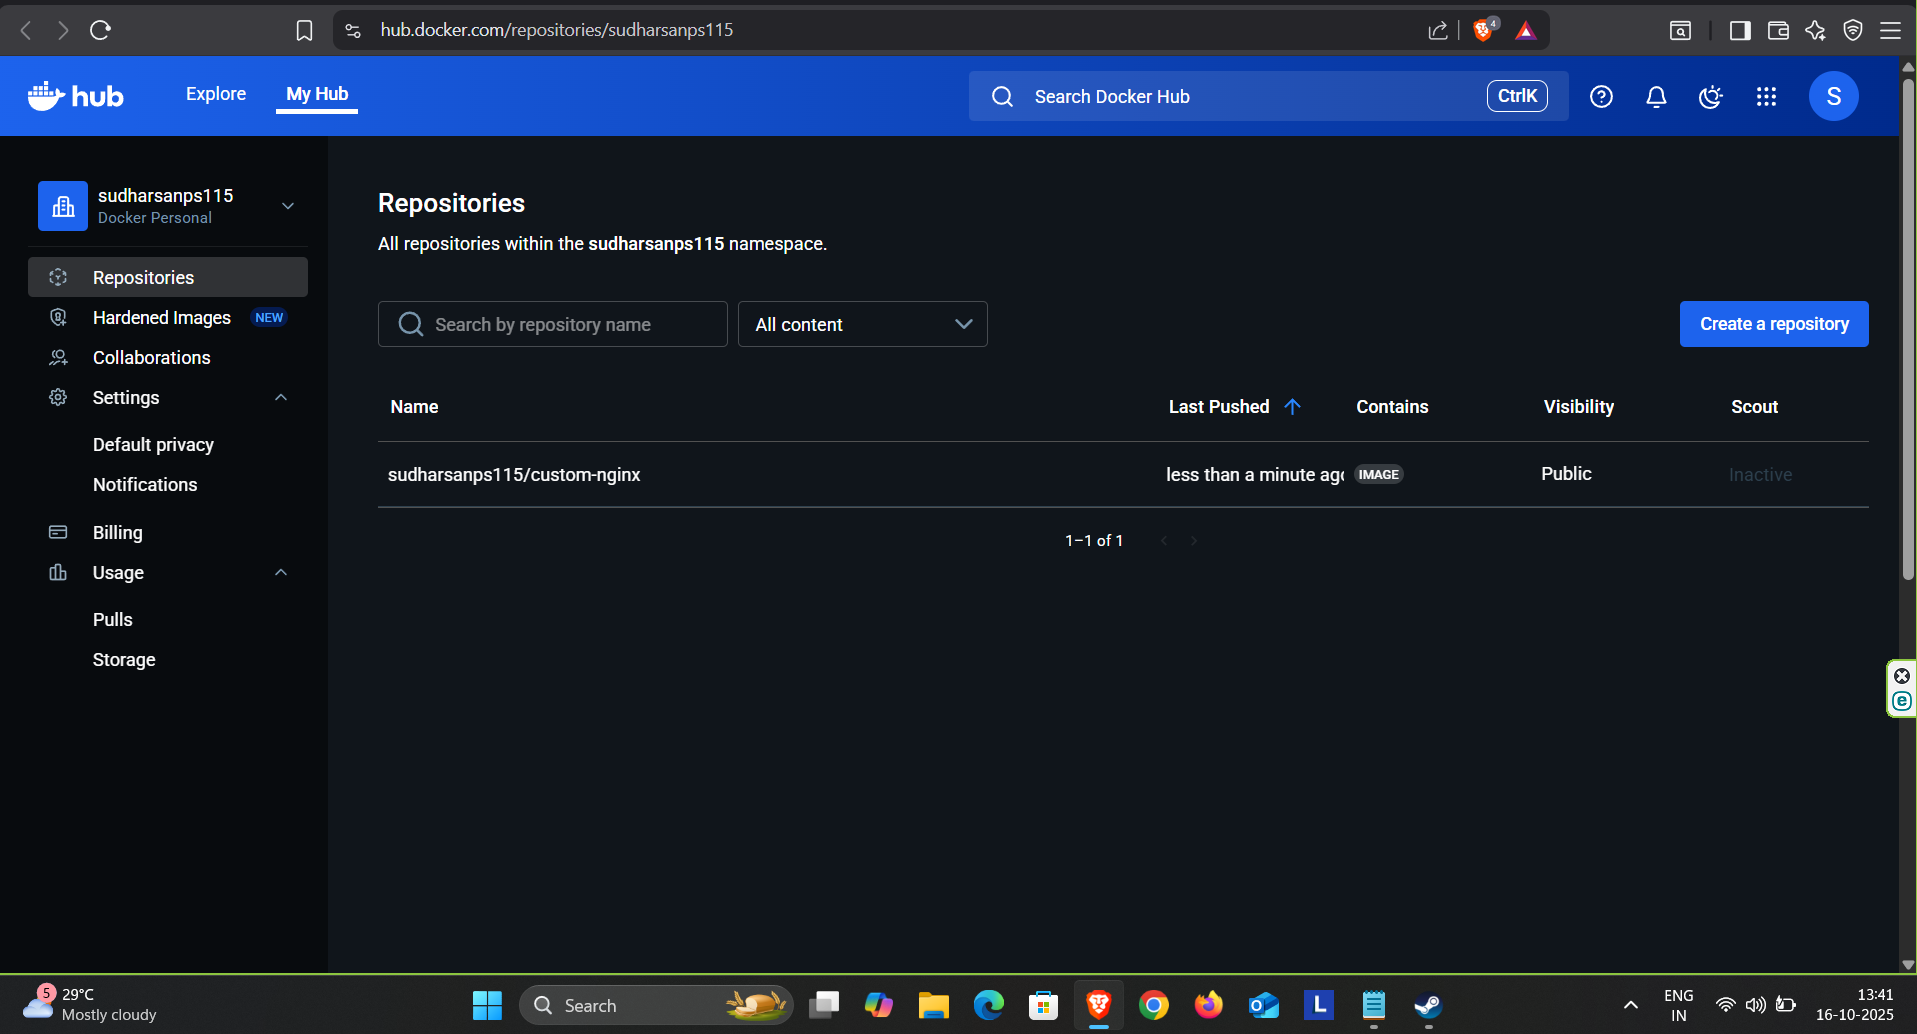 hub.docker.com/repositories/sudharsanps115
4
hub
Explore
My Hub
Search Docker Hub
CtrlK
S
sudharsanps115
Docker Personal
Repositories
Hardened Images NEW
Collaborations
Settings
Default privacy
Notifications
Billing
Usage
Pulls
Storage
Repositories
All repositories within the sudharsanps115 namespace.
Search by repository name
All content
Create a repository
Name Last Pushed Contains Visibility Scout
sudharsanps115/custom-nginx less than a minute ago IMAGE Public Inactive
1–1 of 1
e
5
29°C
Mostly cloudy
Search
L
ENG
IN
13:41
16-10-2025